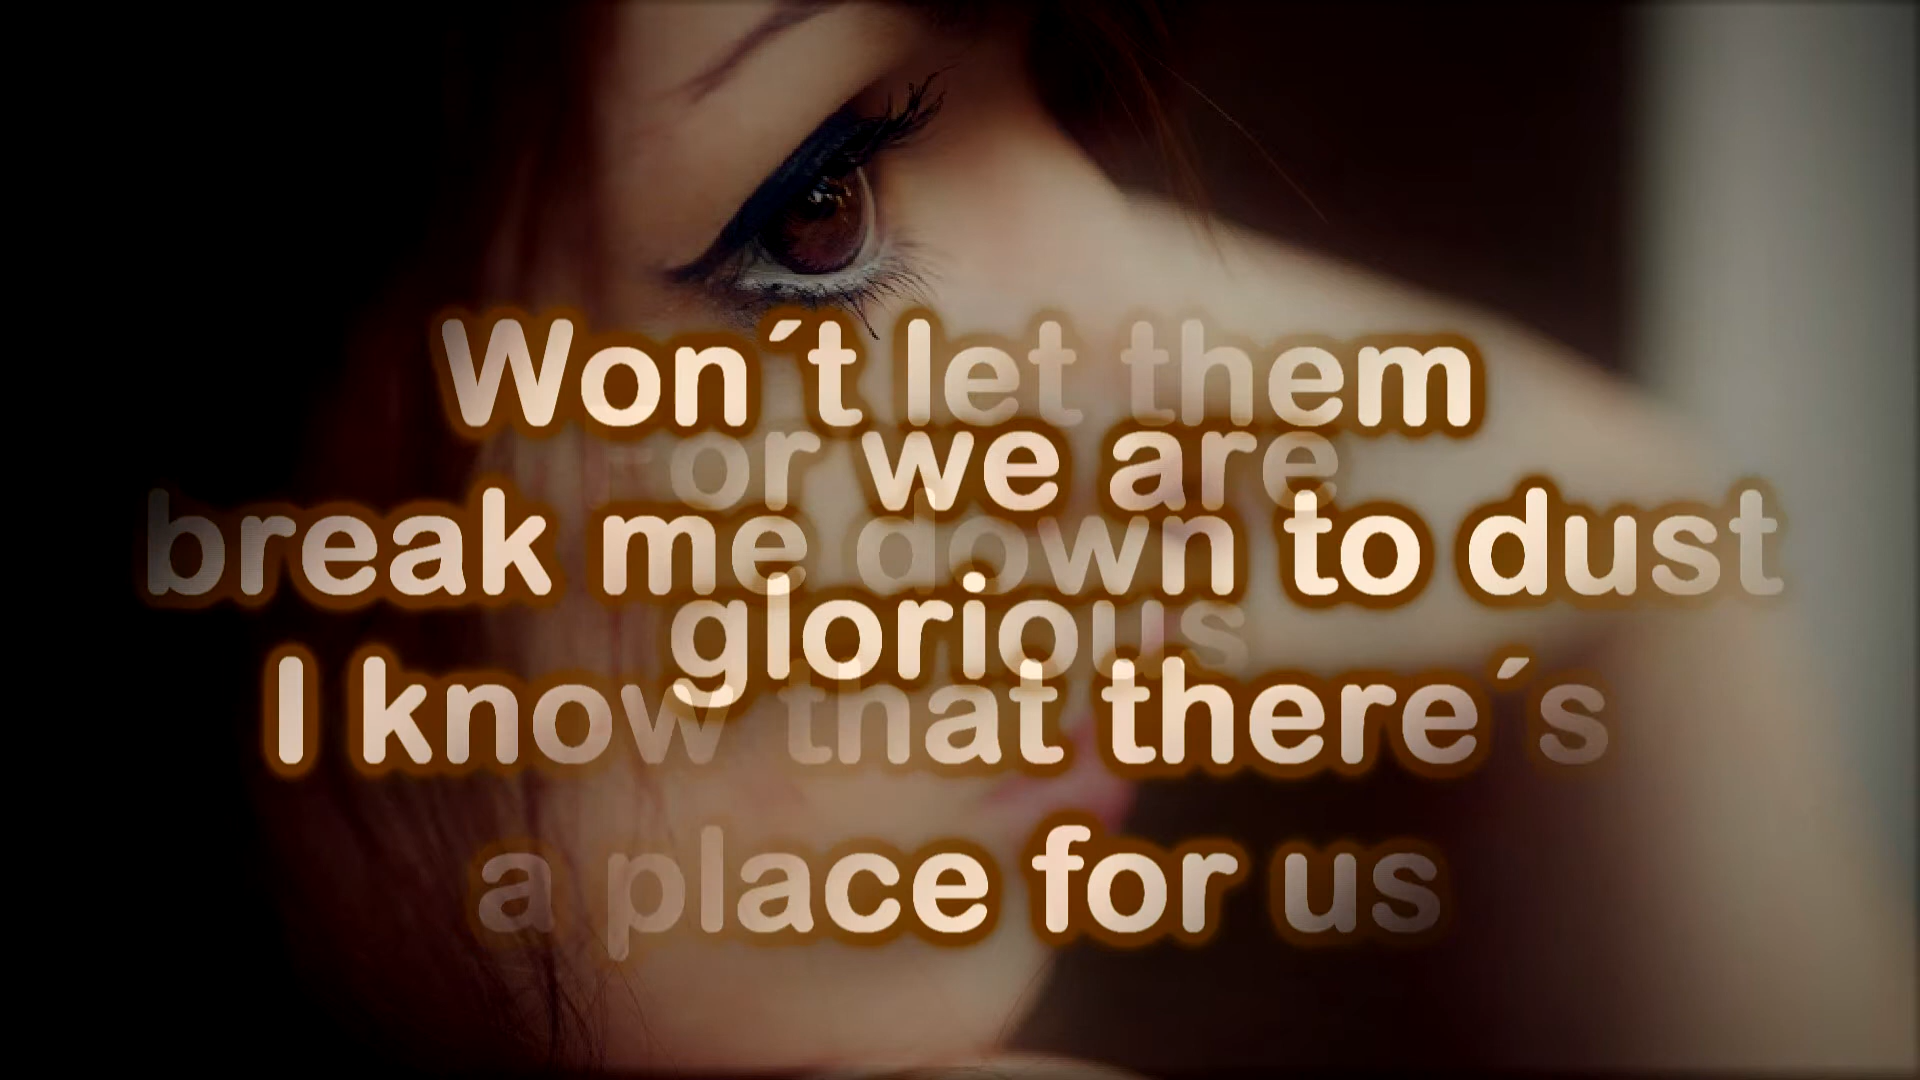 Won´t let them
For we are
break me down to dust
glorious
I know that there´s
a place for us